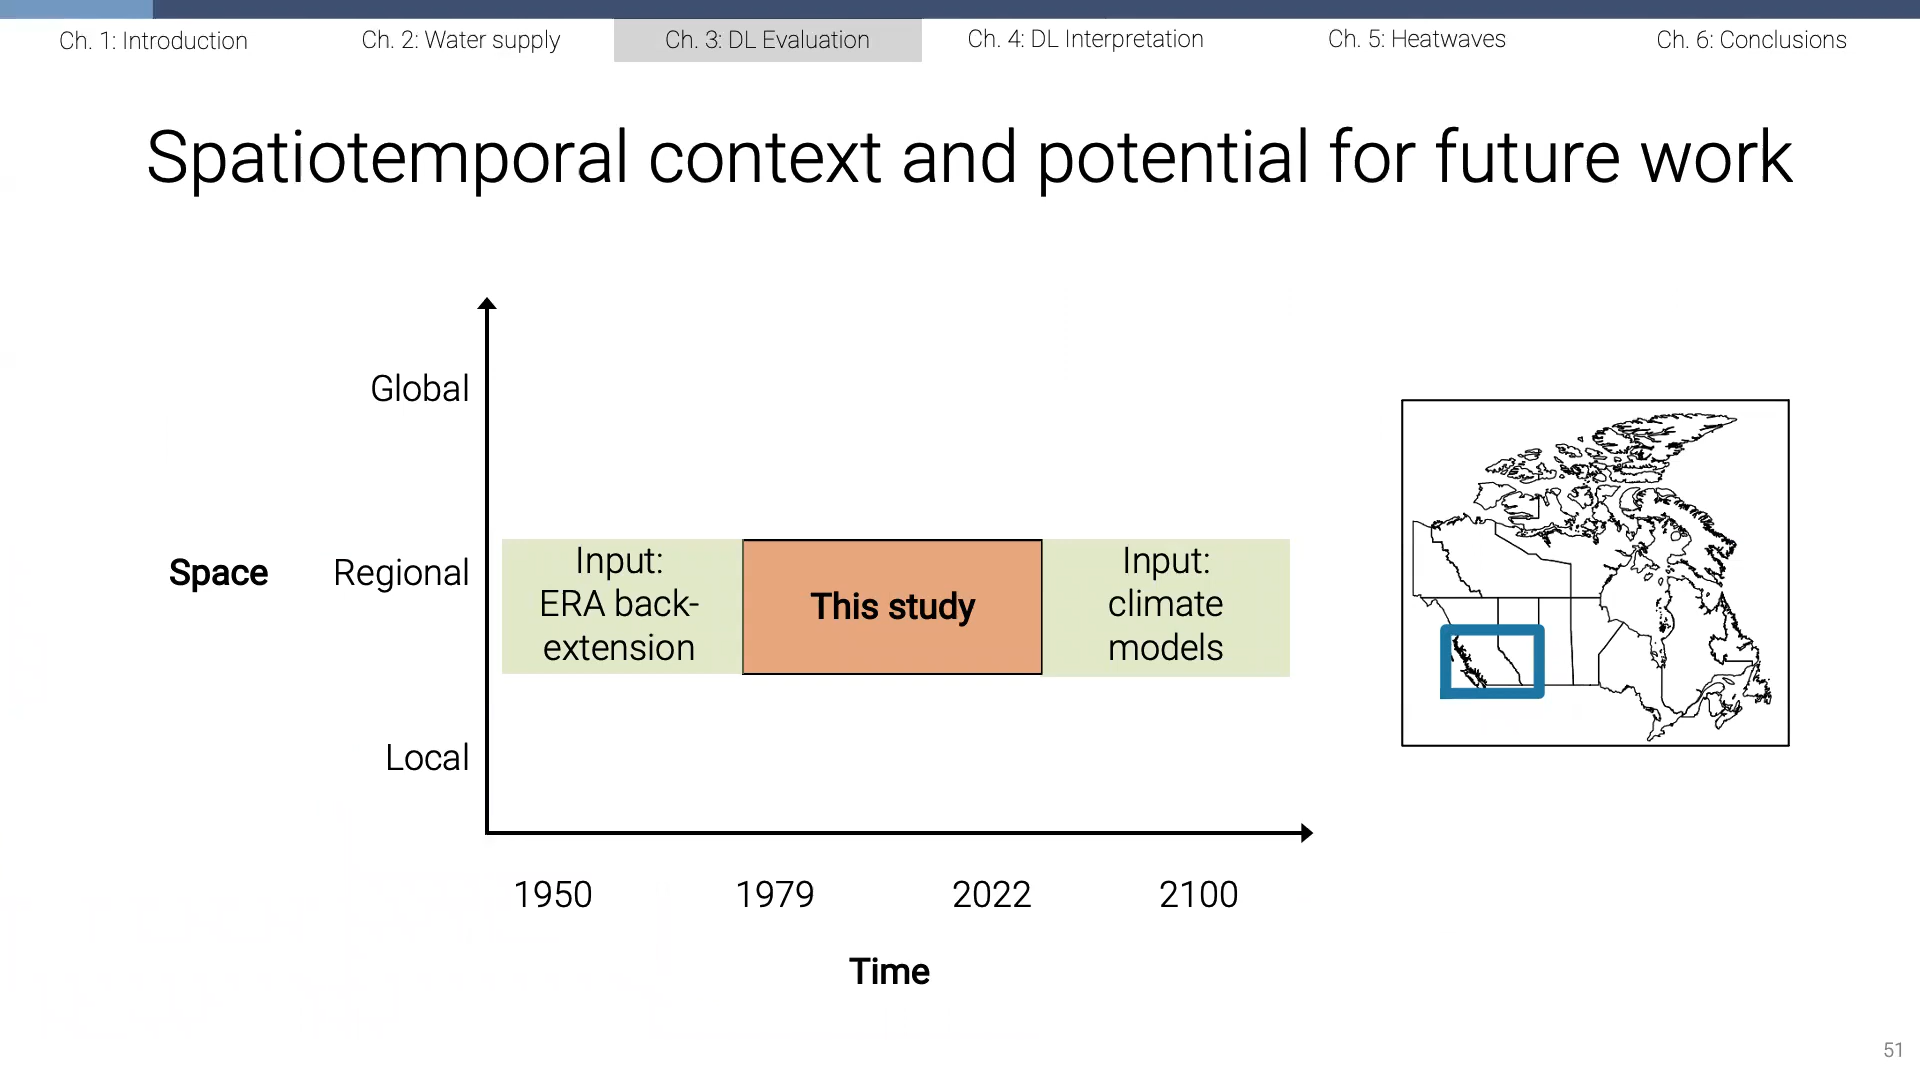 Ch. 1: Introduction
Ch. 2: Water supply
Ch. 3: DL Evaluation
Ch. 4: DL Interpretation
Ch. 5: Heatwaves
Ch. 6: Conclusions
Spatiotemporal context and potential for future work
Space
Global
Regional
Local
Input:
ERA back-
extension
This study
Input:
climate
models
1950
1979
2022
2100
Time
51